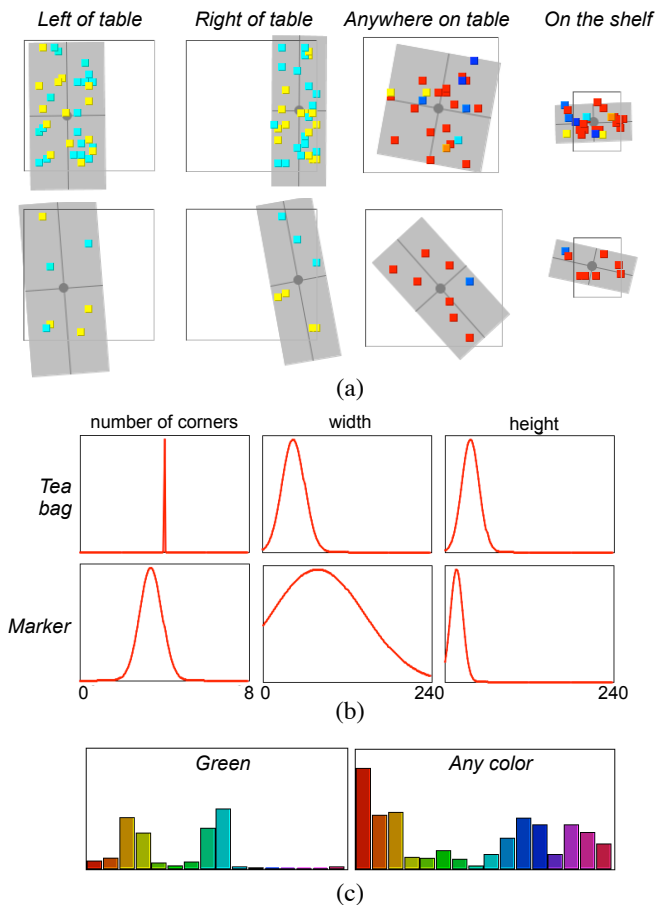 Left of table Right of table Anywhere on table On the shelf
(a)
number of corners width height
Tea
bag
Marker
0 8 0 240 240
(b)
Green Any color
(c)